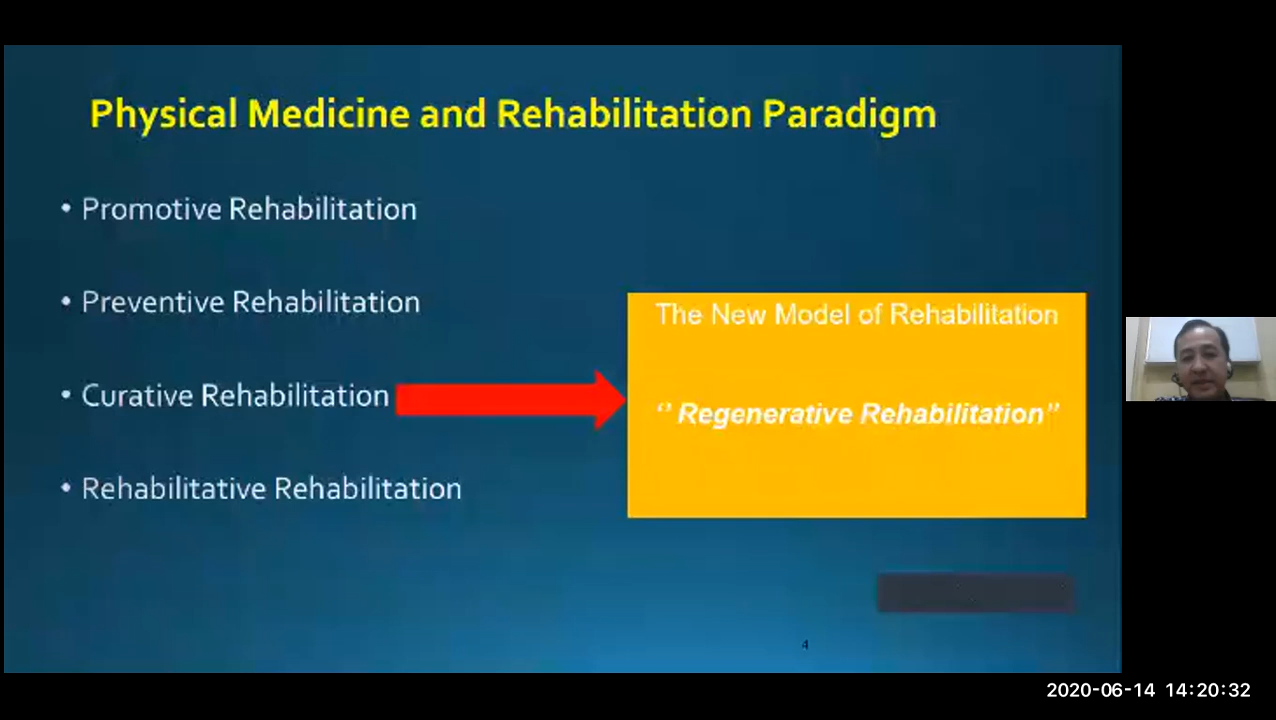 Physical Medicine and Rehabilitation Paradigm
• Promotive Rehabilitation
• Preventive Rehabilitation
• Curative Rehabilitation
• Rehabilitative Rehabilitation
The New Model of Rehabilitation
‘’ Regenerative Rehabilitation”
4
2020-06-14 14:20:32